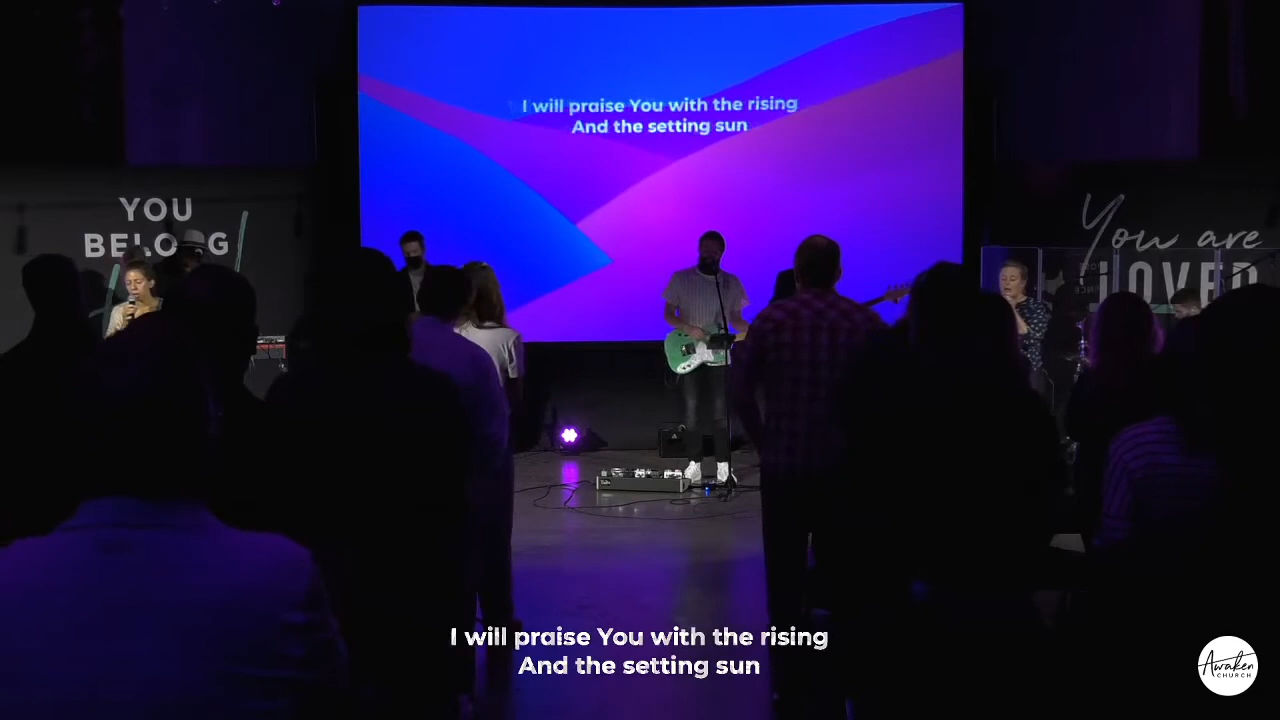 I will praise You with the rising
And the setting sun
YOU
BELONG
You are
LOVED
I will praise You with the rising
And the setting sun
Awaken
CHURCH